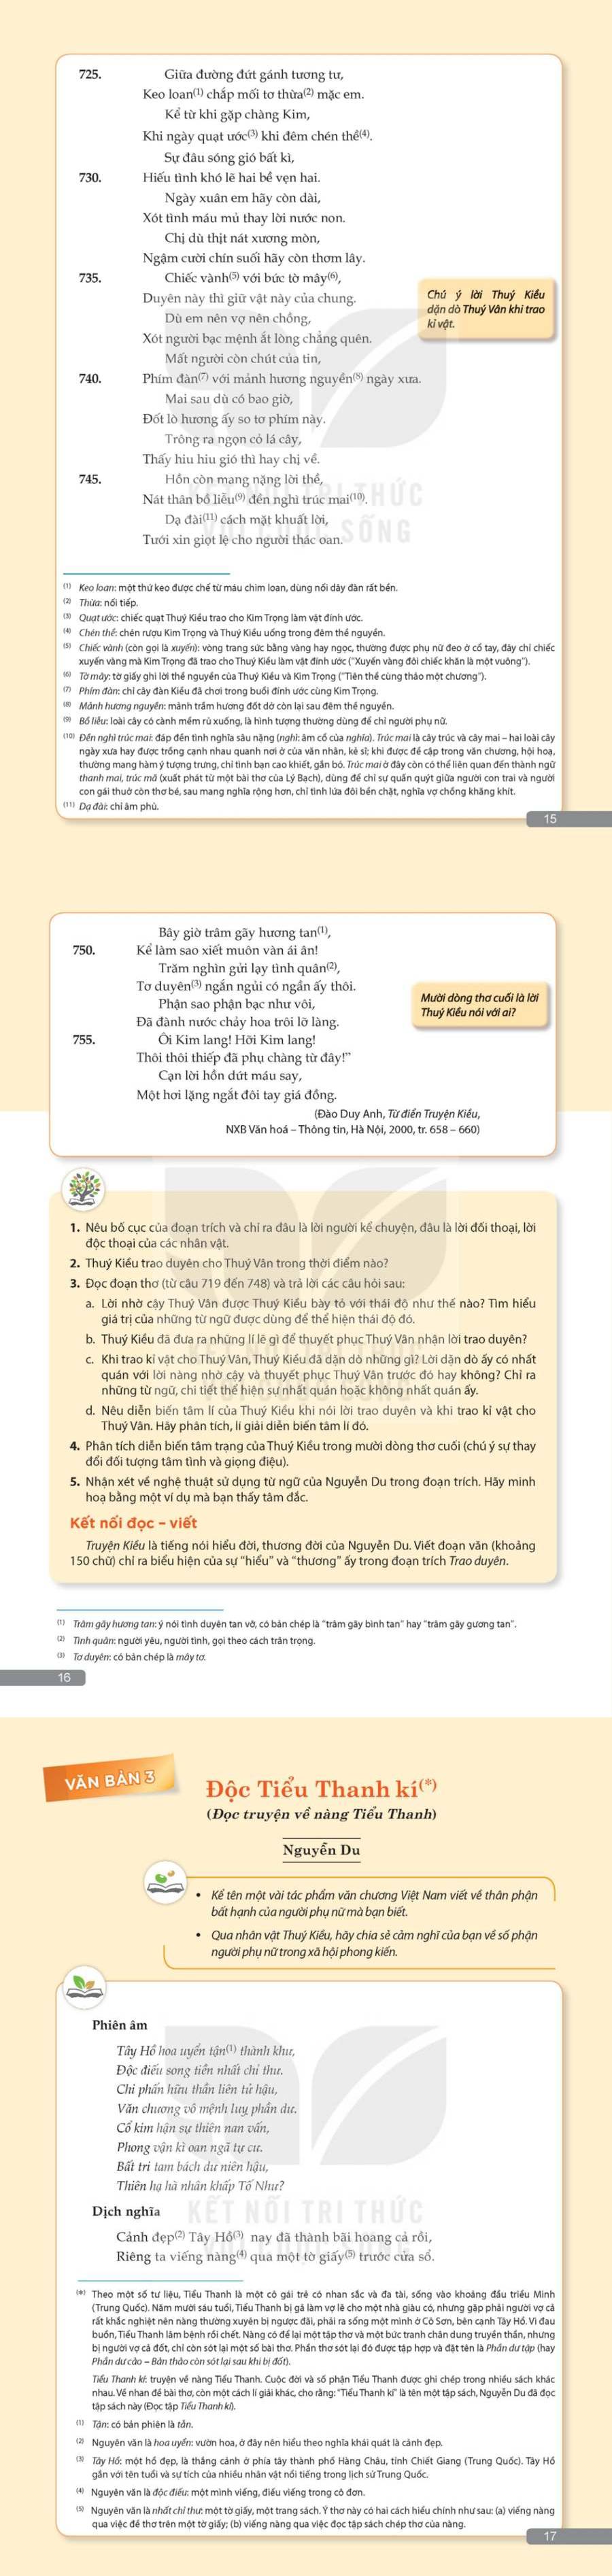 725. Giữa đường đứt gánh tương tư,
Keo loan(1) chắp mối tơ thừa(2) mặc em.
Kể từ khi gặp chàng Kim,
Khi ngày quạt ước(3) khi đêm chén thề(4).
Sự đâu sóng gió bất kì,
730. Hiếu tình khó lẽ hai bề vẹn hai.
Ngày xuân em hãy còn dài,
Xót tình máu mủ thay lời nước non.
Chị dù thịt nát xương mòn,
Ngậm cười chín suối hãy còn thơm lây.
735. Chiếc vành(5) với bức tờ mây(6),
Duyên này thì giữ vật này của chung.
Dù em nên vợ nên chồng,
Xót người bạc mệnh ắt lòng chẳng quên.
Mất người còn chút của tin,
740. Phím đàn(7) với mảnh hương nguyền(8) ngày xưa.
Mai sau dù có bao giờ,
Đốt lò hương ấy so tơ phím này.
Trông ra ngọn cỏ lá cây,
Thấy hiu hiu gió thì hay chị về.
745. Hồn còn mang nặng lời thề,
Nát thân bồ liễu(9) đền nghì trúc mai(10).
Dạ đài(11) cách mặt khuất lời,
Tưới xin giọt lệ cho người thác oan.
Chú ý lời Thuý Kiều
dặn dò Thuý Vân khi trao
kỉ vật.
KẾT NỐI TRI THỨC
VỚI CUỘC SỐNG
(1) Keo loan: một thứ keo được chế từ máu chim loan, dùng nối dây đàn rất bền.
(2) Thừa: nối tiếp.
(3) Quạt ước: chiếc quạt Thuý Kiều trao cho Kim Trọng làm vật đính ước.
(4) Chén thề: chén rượu Kim Trọng và Thuý Kiều uống trong đêm thề nguyền.
(5) Chiếc vành (còn gọi là xuyến): vòng trang sức bằng vàng hay ngọc, thường được phụ nữ đeo ở cổ tay, đây chỉ chiếc
xuyến vàng mà Kim Trọng đã trao cho Thuý Kiều làm vật đính ước ("Xuyến vàng đôi chiếc khăn là một vuông").
(6) Tờ mây: tờ giấy ghi lời thề nguyền của Thuý Kiều và Kim Trọng ("Tiên thề cùng thảo một chương").
(7) Phím đàn: chỉ cây đàn Kiều đã chơi trong buổi đính ước cùng Kim Trọng.
(8) Mảnh hương nguyền: mảnh trầm hương đốt dở còn lại sau đêm thề nguyền.
(9) Bồ liễu: loài cây có cành mềm rủ xuống, là hình tượng thường dùng để chỉ người phụ nữ.
(10) Đền nghì trúc mai: đáp đền tình nghĩa sâu nặng (nghì: âm cổ của nghĩa). Trúc mai là cây trúc và cây mai – hai loài cây
ngày xưa hay được trồng cạnh nhau quanh nơi ở của văn nhân, kẻ sĩ; khi được đề cập trong văn chương, hội hoạ,
thường mang hàm ý tượng trưng, chỉ tình bạn cao khiết, gắn bó. Trúc mai ở đây còn có thể liên quan đến thành ngữ
thanh mai, trúc mã (xuất phát từ một bài thơ của Lý Bạch), dùng để chỉ sự quấn quýt giữa người con trai và người
con gái thuở còn thơ bé, sau mang nghĩa rộng hơn, chỉ tình lứa đôi bền chặt, nghĩa vợ chồng khăng khít.
(11) Dạ đài: chỉ âm phủ.
15
Bây giờ trâm gãy hương tan(1),
750. Kể làm sao xiết muôn vàn ái ân!
Trăm nghìn gửi lạy tình quân(2),
Tơ duyên(3) ngắn ngủi có ngần ấy thôi.
Phận sao phận bạc như vôi,
Đã đành nước chảy hoa trôi lỡ làng.
755. Ôi Kim lang! Hỡi Kim lang!
Thôi thôi thiếp đã phụ chàng từ đây!"
Cạn lời hồn dứt máu say,
Một hơi lặng ngắt đôi tay giá đồng.
Mười dòng thơ cuối là lời
Thuý Kiều nói với ai?
(Đào Duy Anh, Từ điển Truyện Kiều,
NXB Văn hoá – Thông tin, Hà Nội, 2000, tr. 658 – 660)
1. Nêu bố cục của đoạn trích và chỉ ra đâu là lời người kể chuyện, đâu là lời đối thoại, lời
độc thoại của các nhân vật.
2. Thuý Kiều trao duyên cho Thuý Vân trong thời điểm nào?
3. Đọc đoạn thơ (từ câu 719 đến 748) và trả lời các câu hỏi sau:
a. Lời nhờ cậy Thuý Vân được Thuý Kiều bày tỏ với thái độ như thế nào? Tìm hiểu
giá trị của những từ ngữ được dùng để thể hiện thái độ đó.
b. Thuý Kiều đã đưa ra những lí lẽ gì để thuyết phục Thuý Vân nhận lời trao duyên?
c. Khi trao kỉ vật cho Thuý Vân, Thuý Kiều đã dặn dò những gì? Lời dặn dò ấy có nhất
quán với lời nàng nhờ cậy và thuyết phục Thuý Vân trước đó hay không? Chỉ ra
những từ ngữ, chi tiết thể hiện sự nhất quán hoặc không nhất quán ấy.
d. Nêu diễn biến tâm lí của Thuý Kiều khi nói lời trao duyên và khi trao kỉ vật cho
Thuý Vân. Hãy phân tích, lí giải diễn biến tâm lí đó.
4. Phân tích diễn biến tâm trạng của Thuý Kiều trong mười dòng thơ cuối (chú ý sự thay
đổi đối tượng tâm tình và giọng điệu).
5. Nhận xét về nghệ thuật sử dụng từ ngữ của Nguyễn Du trong đoạn trích. Hãy minh
hoạ bằng một ví dụ mà bạn thấy tâm đắc.
KẾT NỐI TRI THỨC
VỚI CUỘC SỐNG
Kết nối đọc – viết
Truyện Kiều là tiếng nói hiểu đời, thương đời của Nguyễn Du. Viết đoạn văn (khoảng
150 chữ) chỉ ra biểu hiện của sự "hiểu" và "thương" ấy trong đoạn trích Trao duyên.
(1) Trâm gãy hương tan: ý nói tình duyên tan vỡ, có bản chép là "trâm gãy bình tan" hay "trâm gãy gương tan".
(2) Tình quân: người yêu, người tình, gọi theo cách trân trọng.
(3) Tơ duyên: có bản chép là mảy tơ.
16
VĂN BẢN 3
Độc Tiểu Thanh kí(*)
(Đọc truyện về nàng Tiểu Thanh)
Nguyễn Du
• Kể tên một vài tác phẩm văn chương Việt Nam viết về thân phận
bất hạnh của người phụ nữ mà bạn biết.
• Qua nhân vật Thuý Kiều, hãy chia sẻ cảm nghĩ của bạn về số phận
người phụ nữ trong xã hội phong kiến.
Phiên âm
Tây Hồ hoa uyển tận(1) thành khư,
Độc điếu song tiền nhất chỉ thư.
Chi phấn hữu thần liên tử hậu,
Văn chương vô mệnh luỵ phần dư.
Cổ kim hận sự thiên nan vấn,
Phong vận kì oan ngã tự cư.
Bất tri tam bách dư niên hậu,
Thiên hạ hà nhân khấp Tố Như?
Dịch nghĩa
Cảnh đẹp(2) Tây Hồ(3) nay đã thành bãi hoang cả rồi,
Riêng ta viếng nàng(4) qua một tờ giấy(5) trước cửa sổ.
KẾT NỐI TRI THỨC
VỚI CUỘC SỐNG
(*) Theo một số tư liệu, Tiểu Thanh là một cô gái trẻ có nhan sắc và đa tài, sống vào khoảng đầu triều Minh
(Trung Quốc). Năm mười sáu tuổi, Tiểu Thanh bị gả làm vợ lẽ cho một nhà giàu có, nhưng gặp phải người vợ cả
rất khắc nghiệt nên nàng thường xuyên bị ngược đãi, phải ra sống một mình ở Cô Sơn, bên cạnh Tây Hồ. Vì đau
buồn, Tiểu Thanh lâm bệnh rồi chết. Nàng có để lại một tập thơ và một bức tranh chân dung truyền thần, nhưng
bị người vợ cả đốt, chỉ còn sót lại một số bài thơ. Phần thơ sót lại đó được tập hợp và đặt tên là Phần dư tập (hay
Phần dư cảo – Bản thảo còn sót lại sau khi bị đốt).
Tiểu Thanh kí: truyện về nàng Tiểu Thanh. Cuộc đời và số phận Tiểu Thanh được ghi chép trong nhiều sách khác
nhau. Về nhan đề bài thơ, còn một cách lí giải khác, cho rằng: "Tiểu Thanh kí" là tên một tập sách, Nguyễn Du đã đọc
tập sách này (Đọc tập Tiểu Thanh kí).
(1) Tận: có bản phiên là tẫn.
(2) Nguyên văn là hoa uyển: vườn hoa, ở đây nên hiểu theo nghĩa khái quát là cảnh đẹp.
(3) Tây Hồ: một hồ đẹp, là thắng cảnh ở phía tây thành phố Hàng Châu, tỉnh Chiết Giang (Trung Quốc). Tây Hồ
gắn với tên tuổi và sự tích của nhiều nhân vật nổi tiếng trong lịch sử Trung Quốc.
(4) Nguyên văn là độc điếu: một mình viếng, điếu viếng trong cô đơn.
(5) Nguyên văn là nhất chỉ thư: một tờ giấy, một trang sách. Ý thơ này có hai cách hiểu chính như sau: (a) viếng nàng
qua việc đề thơ trên một tờ giấy; (b) viếng nàng qua việc đọc tập sách chép thơ của nàng.
17